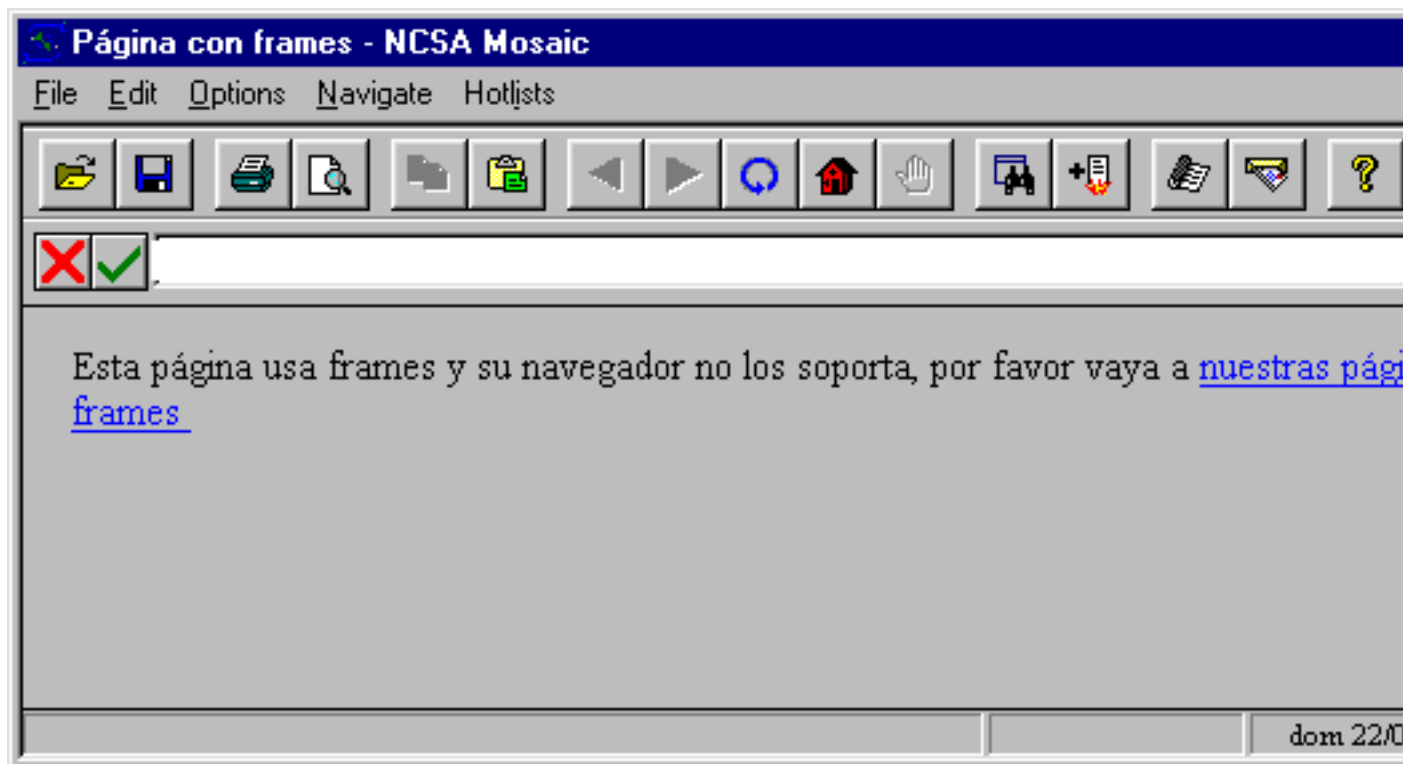 Página con frames - NCSA Mosaic
File Edit Options Navigate Hotlists
Esta página usa frames y su navegador no los soporta, por favor vaya a nuestras pági
frames
dom 22/0